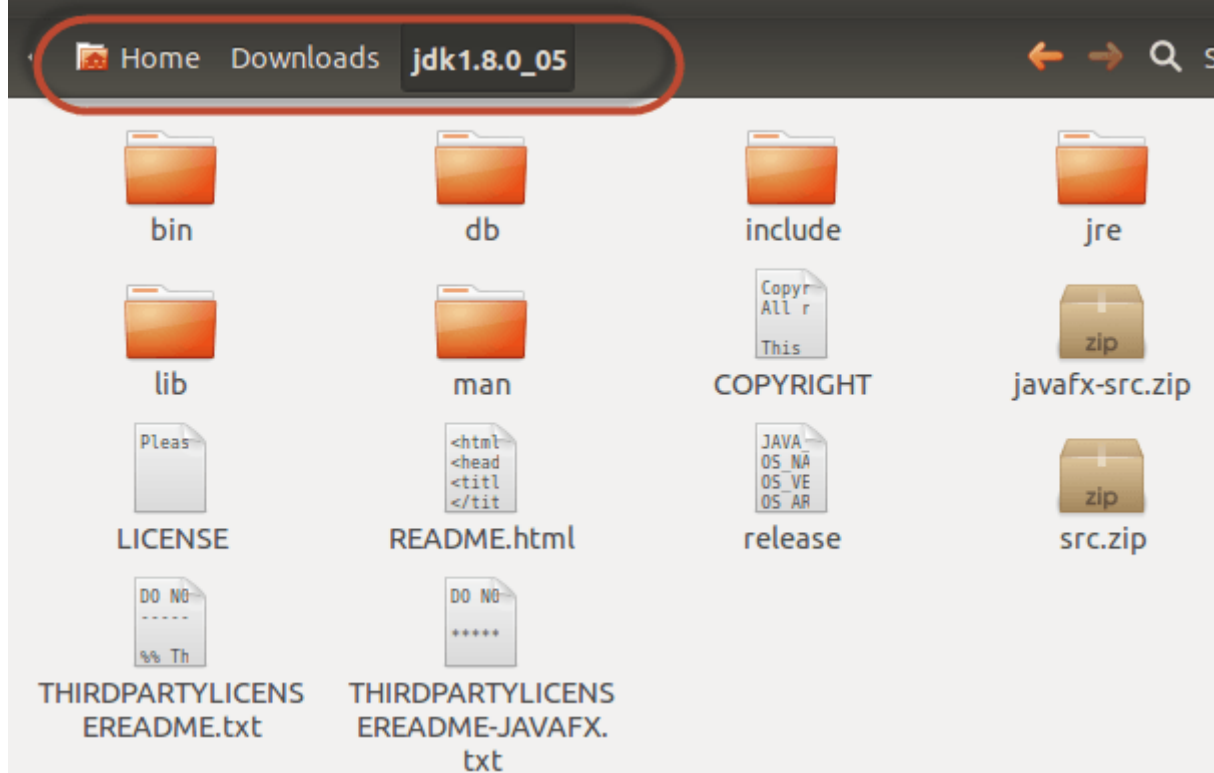 Home Downloads jdk1.8.0_05
bin db include jre
Copyr
All r
This
zip
lib man COPYRIGHT javafx-src.zip
Pleas
<html
<head
<titl
</tit
JAVA_
OS_NA
OS_VE
OS_AR
zip
LICENSE README.html release src.zip
DO NO
-----
%% Th
DO NO
*****
THIRDPARTYLICENS
EREADME.txt
THIRDPARTYLICENS
EREADME-JAVAFX.
txt